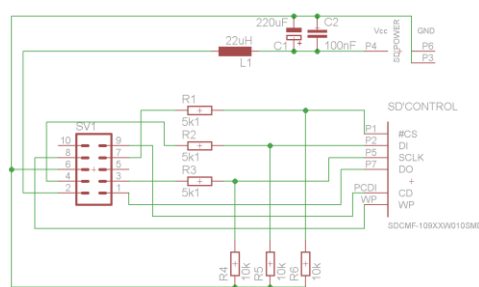 220uF
C2
Vcc
GND
22uH
C1
100nF
P4
SD'POWER
P6
L1
P3
R1
SD'CONTROL
5k1
P1
#CS
SV1
R2
P2
DI
10
9
5k1
P5
SCLK
8
7
R3
P7
DO
6
5
4
3
5k1
PCDI
CD
2
1
WP
WP
SDCMF-109XXW010SM
R4
10k
R5
10k
R6
10k